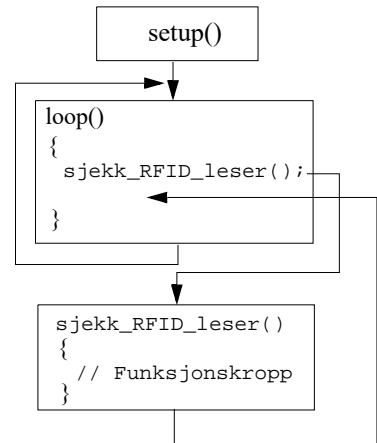 setup()
loop()
{
sjekk_RFID_leser();
}
sjekk_RFID_leser()
{
// Funksjonskropp
}